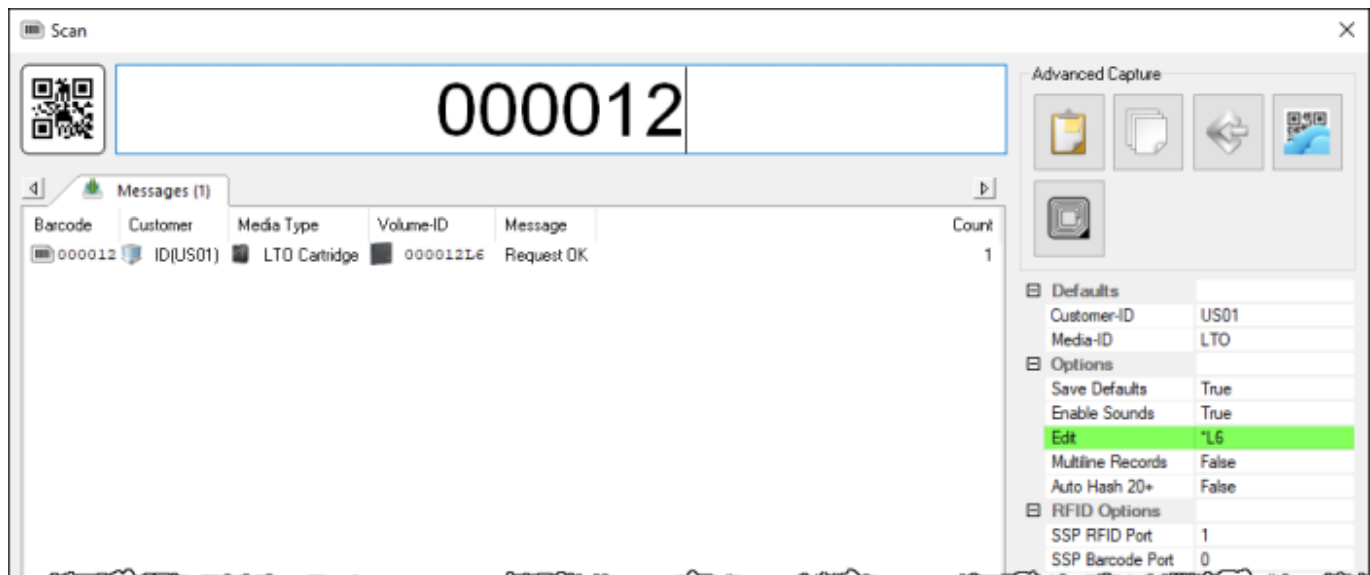 Scan
000012
Advanced Capture
Messages (1)
Barcode Customer Media Type Volume-ID Message Count
000012 ID(US01) LTO Cartridge 000012L6 Request OK 1
Defaults
Customer-ID US01
Media-ID LTO
Options
Save Defaults True
Enable Sounds True
Edit *L6
Multiline Records False
Auto Hash 20+ False
RFID Options
SSP RFID Port 1
SSP Barcode Port 0